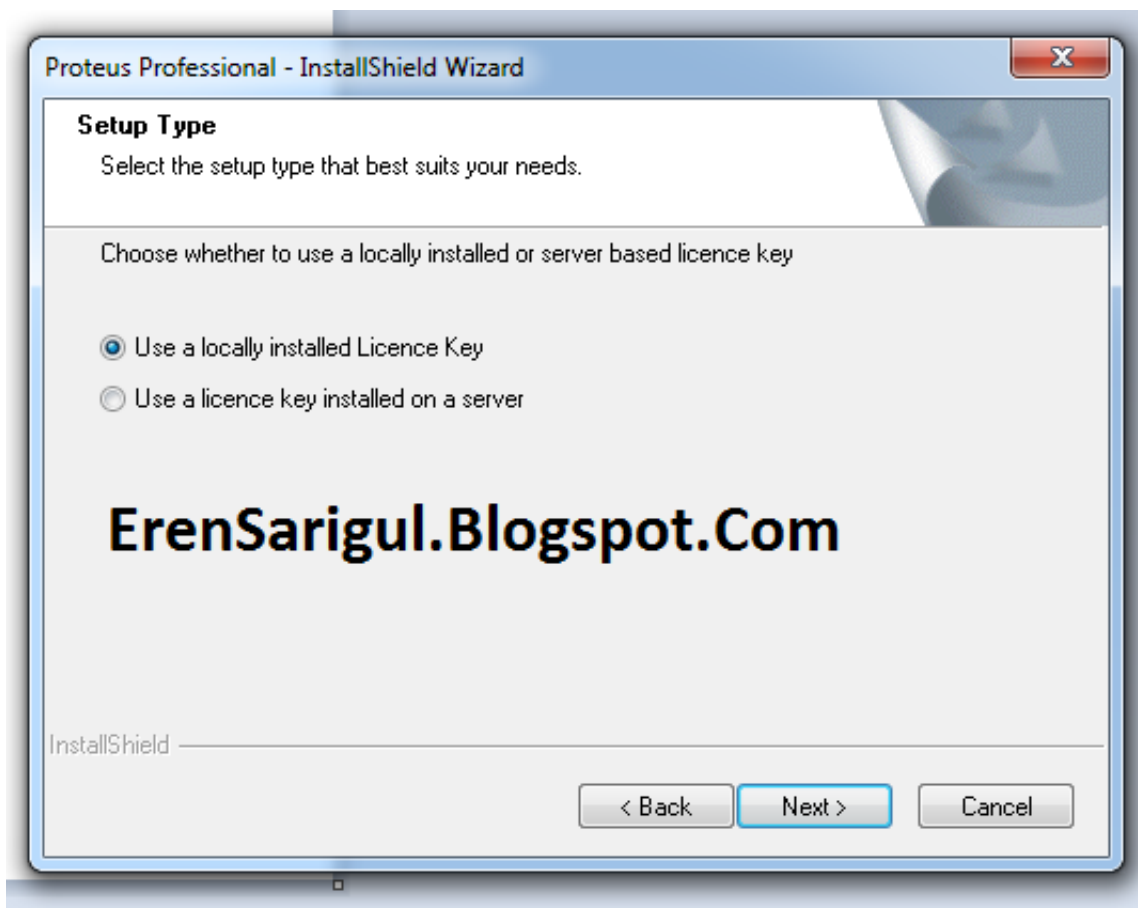 Proteus Professional - InstallShield Wizard
Setup Type
Select the setup type that best suits your needs.
Choose whether to use a locally installed or server based licence key
Use a locally installed Licence Key
Use a licence key installed on a server
ErenSarigul.Blogspot.Com
InstallShield
< Back Next > Cancel